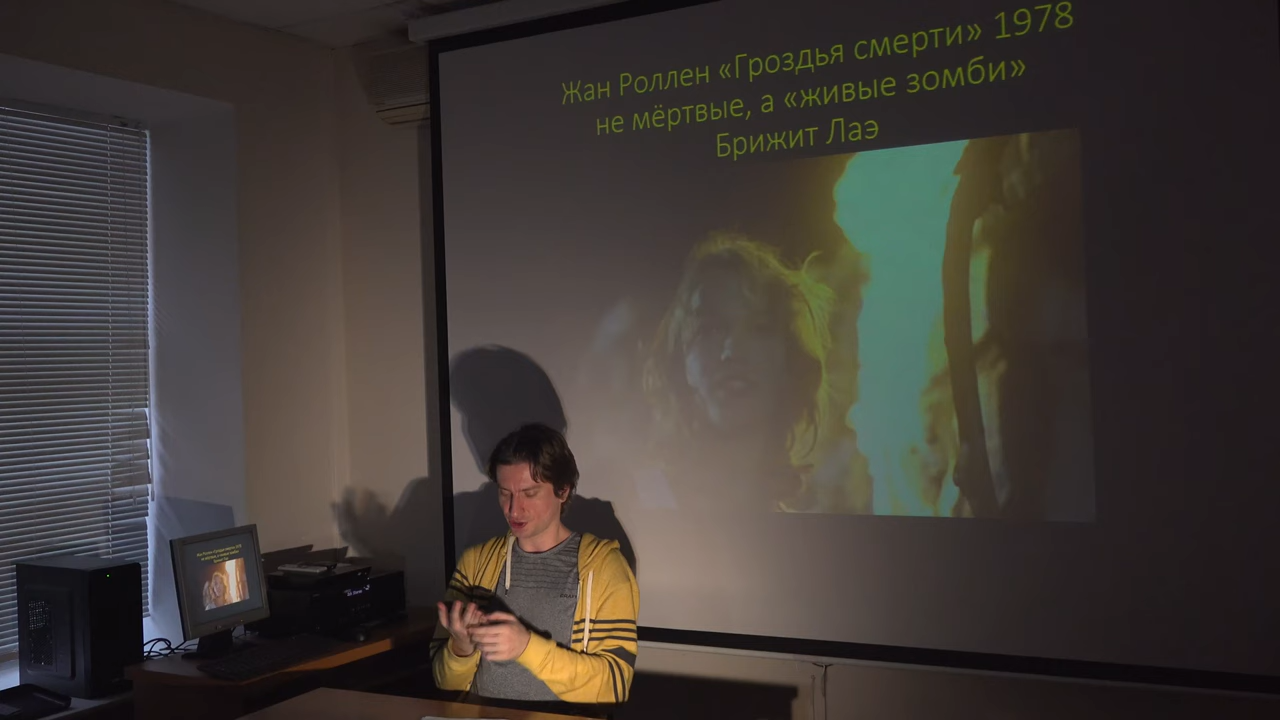 Жан Роллен «Гроздья смерти» 1978
не мёртвые, а «живые зомби»
Брижит Лаэ